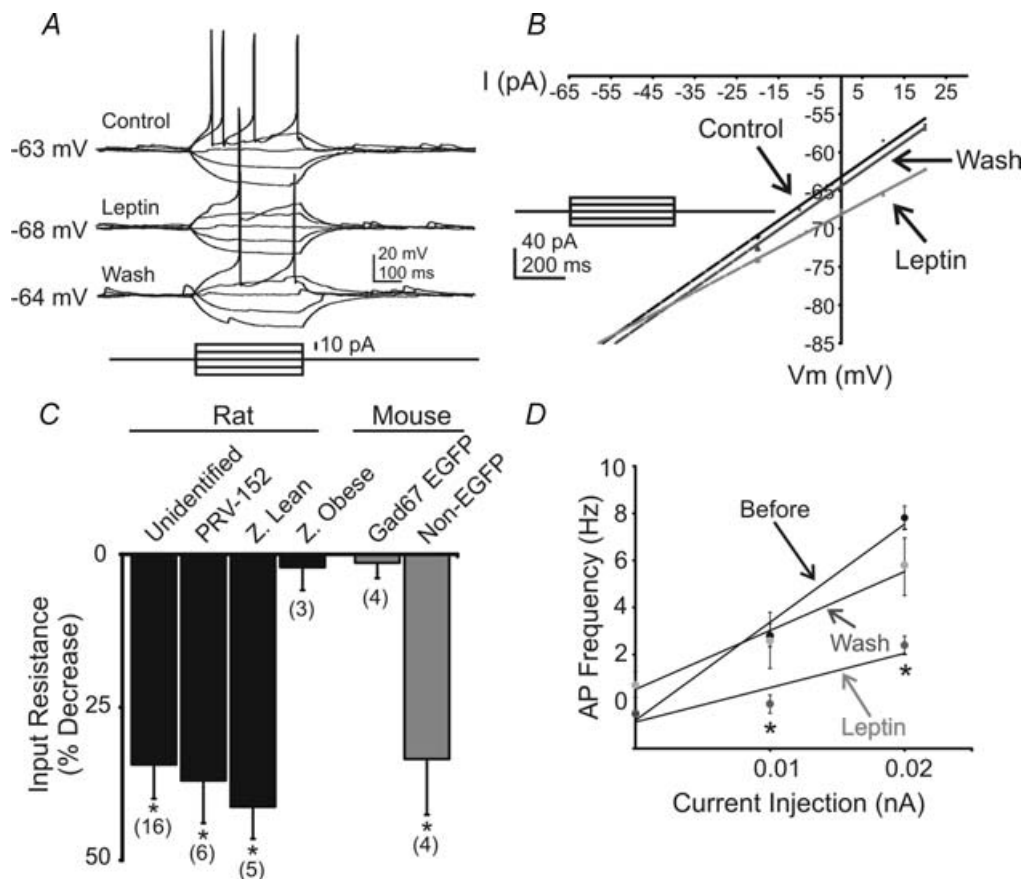 A
Control
-63 mV
Leptin
-68 mV
20 mV
100 ms
Wash
-64 mV
10 pA
B
I (pA)
-65 -55 -45 -35 -25 -15 -5 5 15 25
-55
Control
-60
Wash
-65
-70
Leptin
40 pA
200 ms
-75
-80
-85
Vm (mV)
C
Rat Mouse
Unidentified
PRV-152
Z. Lean
Z. Obese
Gad67 EGFP
Non-EGFP
Input Resistance
(% Decrease)
0
25
50
*
(16)
*
(6)
*
(5)
(3)
(4)
*
(4)
D
AP Frequency (Hz)
10
8
6
4
2
0
Before
Wash
Leptin
*
*
0.01 0.02
Current Injection (nA)